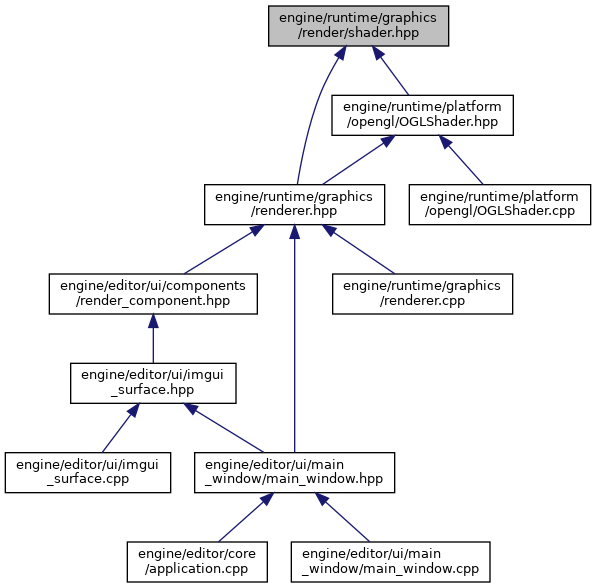 engine/runtime/graphics
/render/shader.hpp
engine/runtime/platform
/opengl/OGLShader.hpp
engine/runtime/graphics
/renderer.hpp
engine/runtime/platform
/opengl/OGLShader.cpp
engine/editor/ui/components
/render_component.hpp
engine/runtime/graphics
/renderer.cpp
engine/editor/ui/imgui
_surface.hpp
engine/editor/ui/imgui
_surface.cpp
engine/editor/ui/main
_window/main_window.hpp
engine/editor/core
/application.cpp
engine/editor/ui/main
_window/main_window.cpp